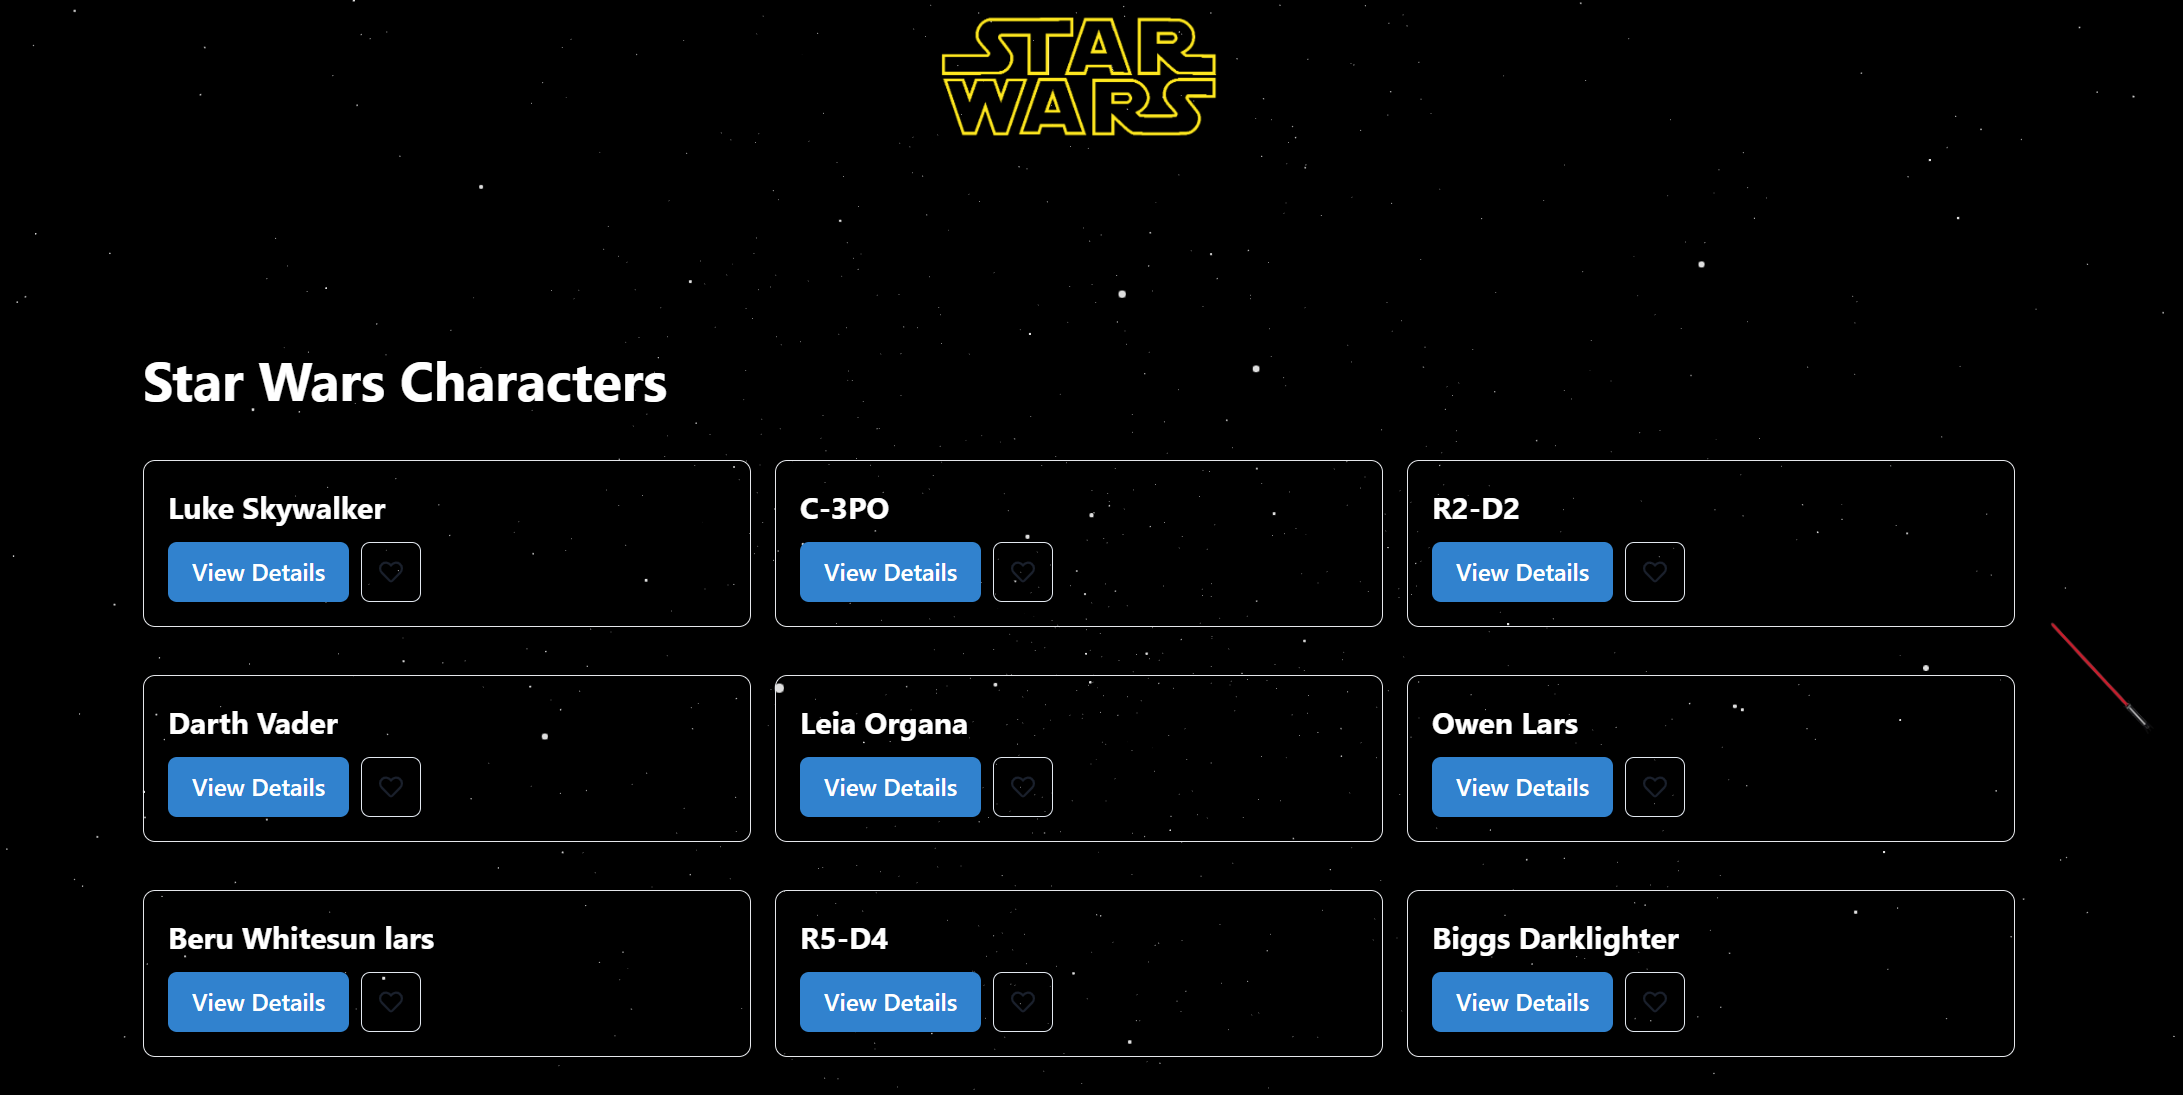 STAR
WARS
Star Wars Characters
Luke Skywalker
View Details
C-3PO
View Details
R2-D2
View Details
Darth Vader
View Details
Leia Organa
View Details
Owen Lars
View Details
Beru Whitesun lars
View Details
R5-D4
View Details
Biggs Darklighter
View Details